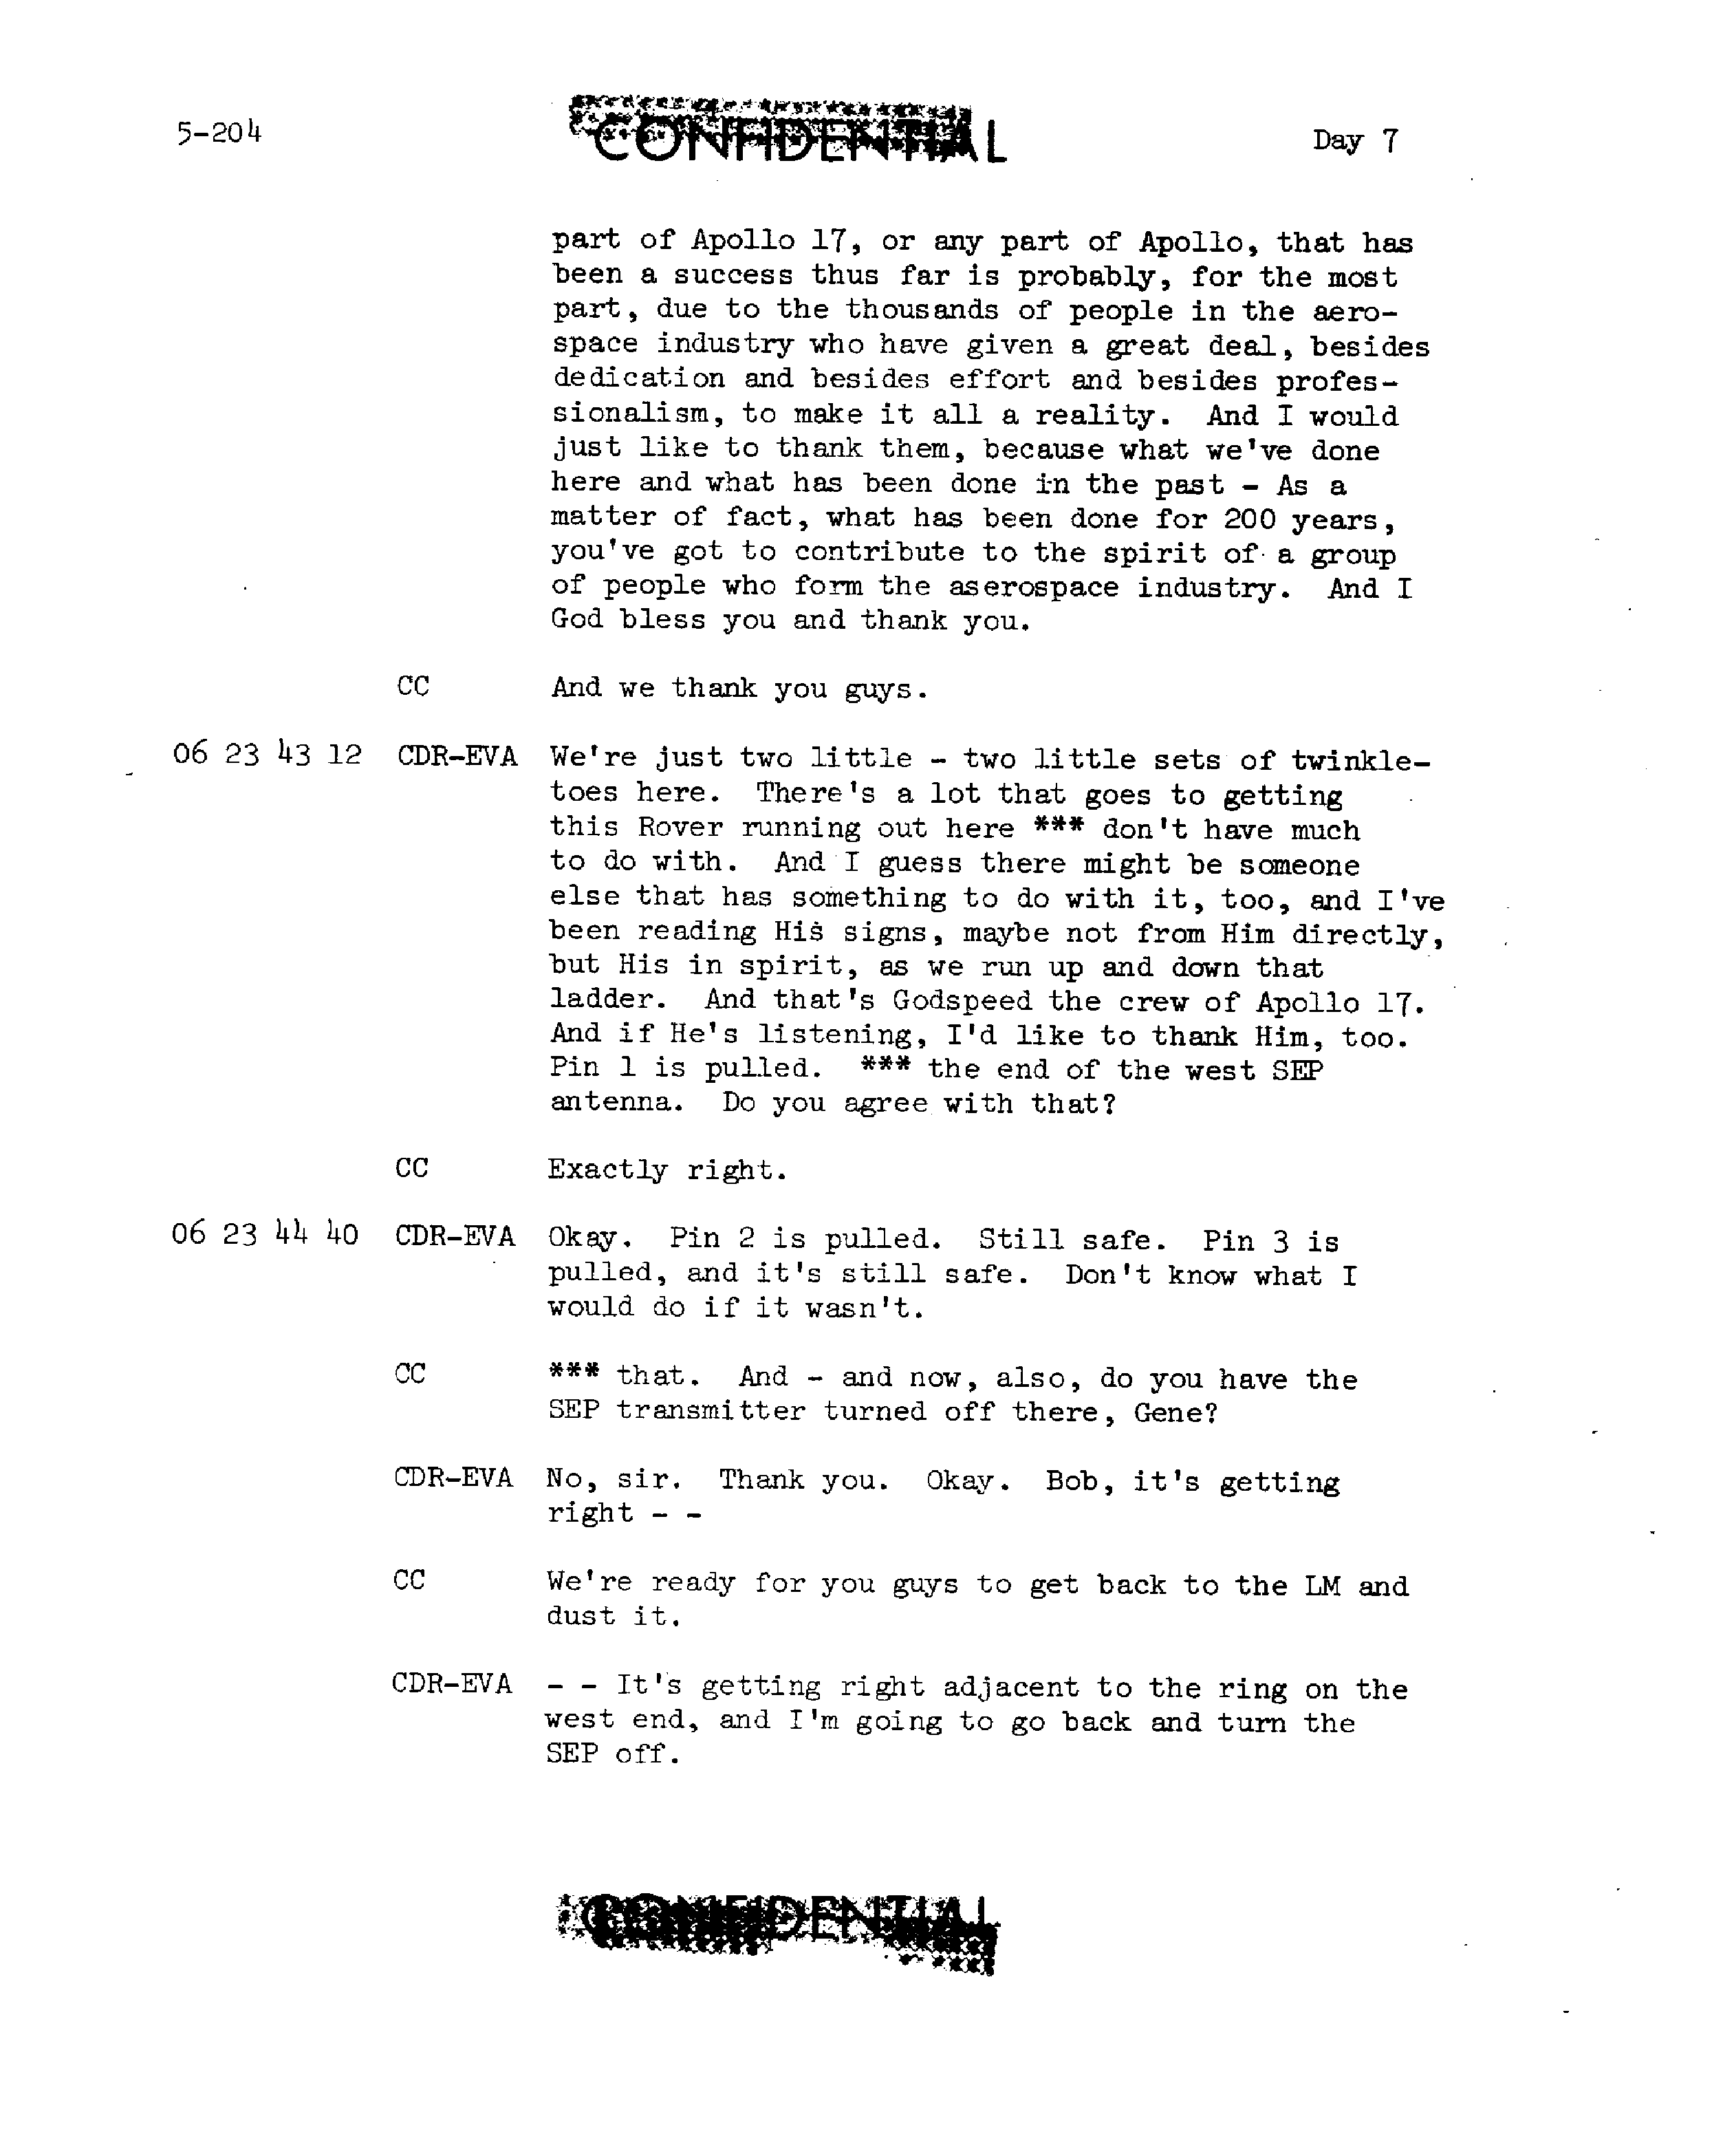 5-204
CONFIDENTIAL
Day 7
part of Apollo 17, or any part of Apollo, that has
been a success thus far is probably, for the most
part, due to the thousands of people in the aero-
space industry who have given a great deal, besides
dedication and besides effort and besides profes-
sionalism, to make it all a reality. And I would
just like to thank them, because what we've done
here and what has been done in the past - As a
matter of fact, what has been done for 200 years,
you've got to contribute to the spirit of a group
of people who form the aserospace industry. And I
God bless you and thank you.
CC And we thank you guys.
06 23 43 12 CDR-EVA We're just two little - two little sets of twinkle-
toes here. There's a lot that goes to getting
this Rover running out here *** don't have much
to do with. And I guess there might be someone
else that has something to do with it, too, and I've
been reading His signs, maybe not from Him directly,
but His in spirit, as we run up and down that
ladder. And that's Godspeed the crew of Apollo 17.
And if He's listening, I'd like to thank Him, too.
Pin 1 is pulled. *** the end of the west SEP
antenna. Do you agree with that?
CC Exactly right.
06 23 44 40 CDR-EVA Okay. Pin 2 is pulled. Still safe. Pin 3 is
pulled, and it's still safe. Don't know what I
would do if it wasn't.
CC *** that. And - and now, also, do you have the
SEP transmitter turned off there, Gene?
CDR-EVA No, sir. Thank you. Okay. Bob, it's getting
right - -
CC We're ready for you guys to get back to the LM and
dust it.
CDR-EVA - - It's getting right adjacent to the ring on the
west end, and I'm going to go back and turn the
SEP off.
CONFIDENTIAL